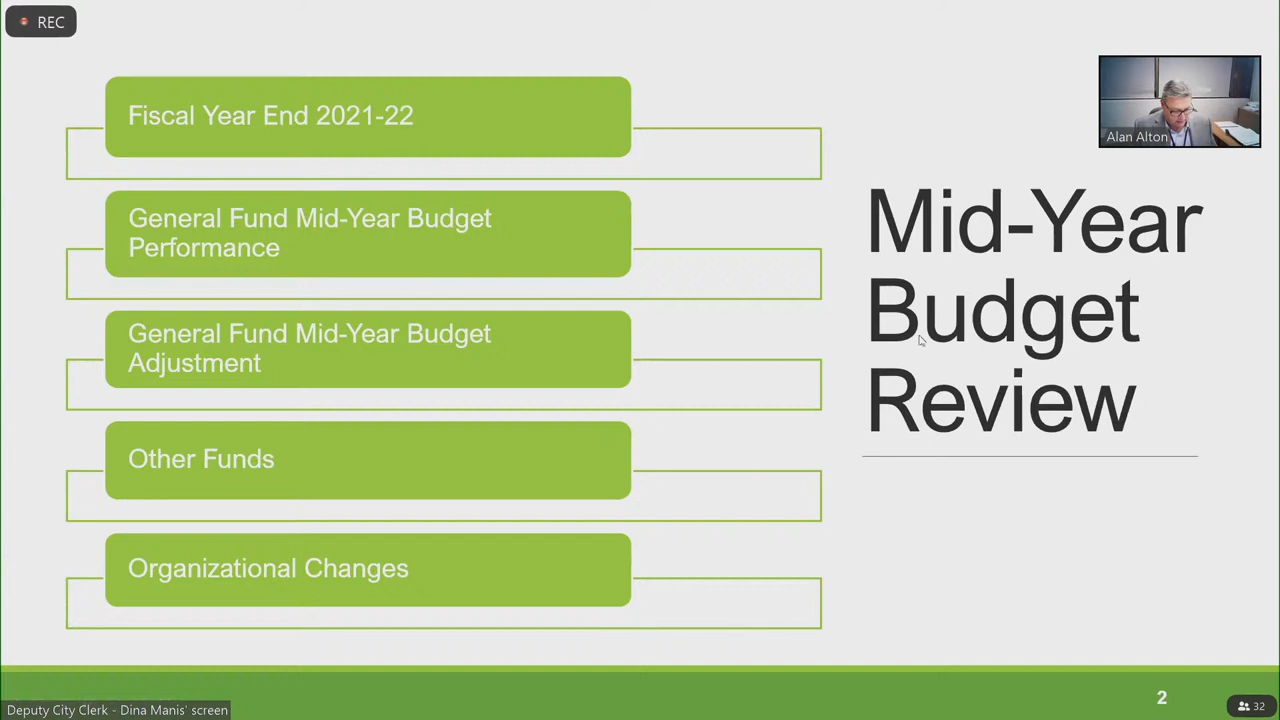 REC
Fiscal Year End 2021-22
General Fund Mid-Year Budget
Performance
General Fund Mid-Year Budget
Adjustment
Other Funds
Organizational Changes
Alan Alton
Mid-Year
Budget
Review
2
Deputy City Clerk - Dina Manis' screen
32